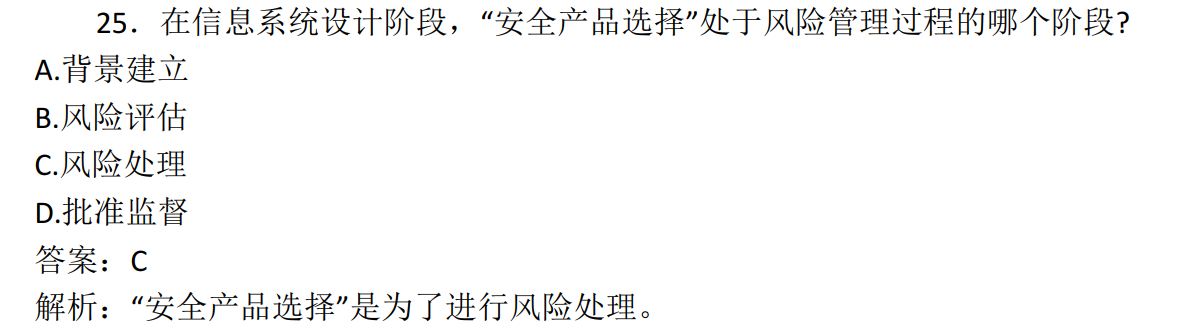 25．在信息系统设计阶段，“安全产品选择”处于风险管理过程的哪个阶段?
A.背景建立
B.风险评估
C.风险处理
D.批准监督
答案：C
解析：“安全产品选择”是为了进行风险处理。